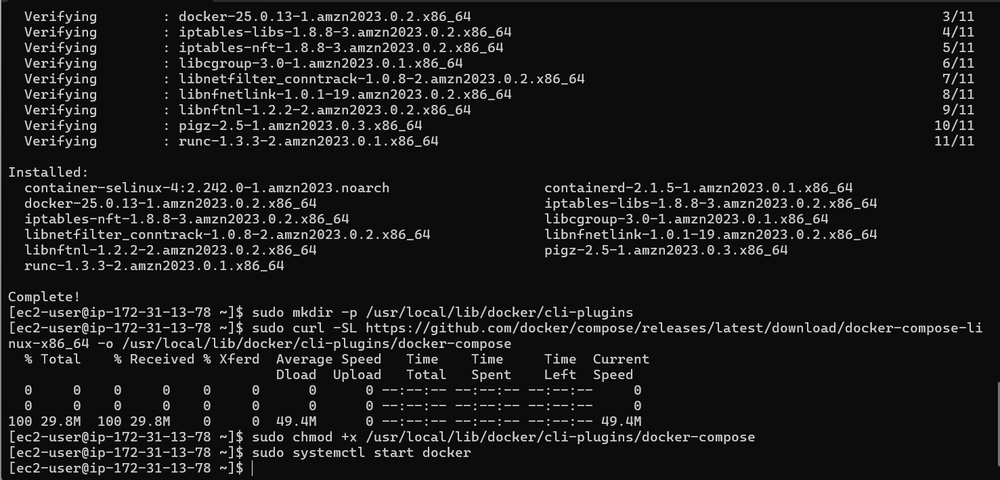 Verifying : docker-25.0.13-1.amzn2023.0.2.x86_64 3/11
Verifying : iptables-libs-1.8.8-3.amzn2023.0.2.x86_64 4/11
Verifying : iptables-nft-1.8.8-3.amzn2023.0.2.x86_64 5/11
Verifying : libcgroup-3.0-1.amzn2023.0.1.x86_64 6/11
Verifying : libnetfilter_conntrack-1.0.8-2.amzn2023.0.2.x86_64 7/11
Verifying : libnfnetlink-1.0.1-19.amzn2023.0.2.x86_64 8/11
Verifying : libnftnl-1.2.2-2.amzn2023.0.2.x86_64 9/11
Verifying : pigz-2.5-1.amzn2023.0.3.x86_64 10/11
Verifying : runc-1.3.3-2.amzn2023.0.1.x86_64 11/11
Installed:
container-selinux-4:2.242.0-1.amzn2023.noarch containerd-2.1.5-1.amzn2023.0.1.x86_64
docker-25.0.13-1.amzn2023.0.2.x86_64 iptables-libs-1.8.8-3.amzn2023.0.2.x86_64
iptables-nft-1.8.8-3.amzn2023.0.2.x86_64 libcgroup-3.0-1.amzn2023.0.1.x86_64
libnetfilter_conntrack-1.0.8-2.amzn2023.0.2.x86_64 libnfnetlink-1.0.1-19.amzn2023.0.2.x86_64
libnftnl-1.2.2-2.amzn2023.0.2.x86_64 pigz-2.5-1.amzn2023.0.3.x86_64
runc-1.3.3-2.amzn2023.0.1.x86_64
Complete!
[ec2-user@ip-172-31-13-78 ~]$ sudo mkdir -p /usr/local/lib/docker/cli-plugins
[ec2-user@ip-172-31-13-78 ~]$ sudo curl -SL https://github.com/docker/compose/releases/latest/download/docker-compose-li
nux-x86_64 -o /usr/local/lib/docker/cli-plugins/docker-compose
% Total % Received % Xferd Average Speed Time Time Time Current
Dload Upload Total Spent Left Speed
0 0 0 0 0 0 0 0 --:--:-- --:--:-- --:--:-- 0
0 0 0 0 0 0 0 0 --:--:-- --:--:-- --:--:-- 0
100 29.8M 100 29.8M 0 0 49.4M 0 --:--:-- --:--:-- --:--:-- 49.4M
[ec2-user@ip-172-31-13-78 ~]$ sudo chmod +x /usr/local/lib/docker/cli-plugins/docker-compose
[ec2-user@ip-172-31-13-78 ~]$ sudo systemctl start docker
[ec2-user@ip-172-31-13-78 ~]$